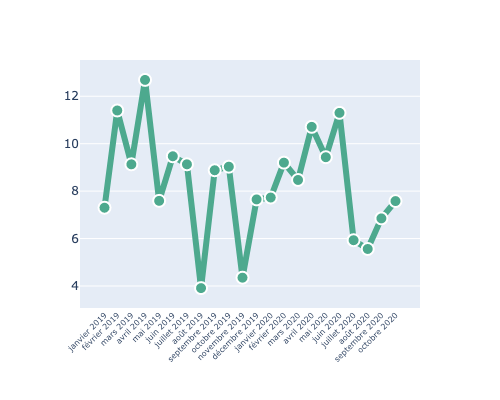 12
10
8
6
4
janvier 2019
février 2019
mars 2019
avril 2019
mai 2019
juin 2019
juillet 2019
août 2019
septembre 2019
octobre 2019
novembre 2019
décembre 2019
janvier 2020
février 2020
mars 2020
avril 2020
mai 2020
juin 2020
juillet 2020
août 2020
septembre 2020
octobre 2020